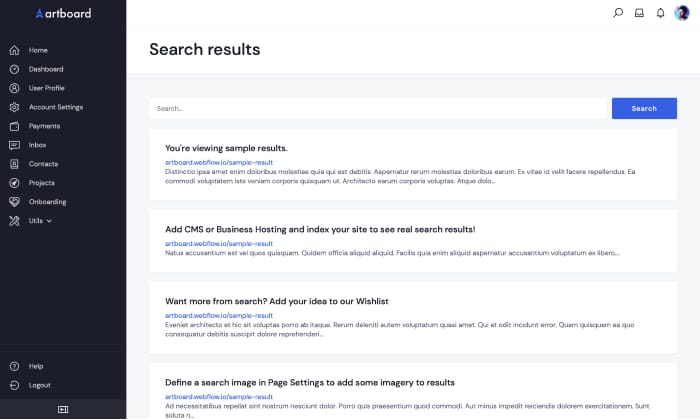 artboard
Home
Dashboard
User Profile
Account Settings
Payments
Inbox
Contacts
Projects
Onboarding
Utils
Help
Logout
Search results
Search…
Search
You're viewing sample results.
artboard.webflow.io/sample-result
Distinctio ipsa amet enim doloribus molestiae quia qui est debitis. Aspernatur rerum molestias doloribus earum. Ex vitae id velit facere repellendus. Ea
commodi voluptatem iste veniam corporis quisquam ut. Architecto earum corporis voluptas. Atque dolo…
Add CMS or Business Hosting and index your site to see real search results!
artboard.webflow.io/sample-result
Natus accusantium est vel quos quisquam. Quidem officia aliquid aliquid. Facilis quia enim aliquid aspernatur accusantium voluptatum ex libero.…
Want more from search? Add your idea to our Wishlist
artboard.webflow.io/sample-result
Eveniet architecto et hic sit voluptas porro ab itaque. Rerum deleniti autem voluptatum quasi amet. Qui et odit incidunt error. Quam quisquam ea quo
consequatur debitis suscipit dolore reprehenderi…
Define a search image in Page Settings to add some imagery to results
artboard.webflow.io/sample-result
Ad necessitatibus repellat sint nostrum nesciunt dolor. Porro quis praesentium quod commodi. Aut minus impedit reiciendis dolorem exercitationem. Sunt
soluta n…